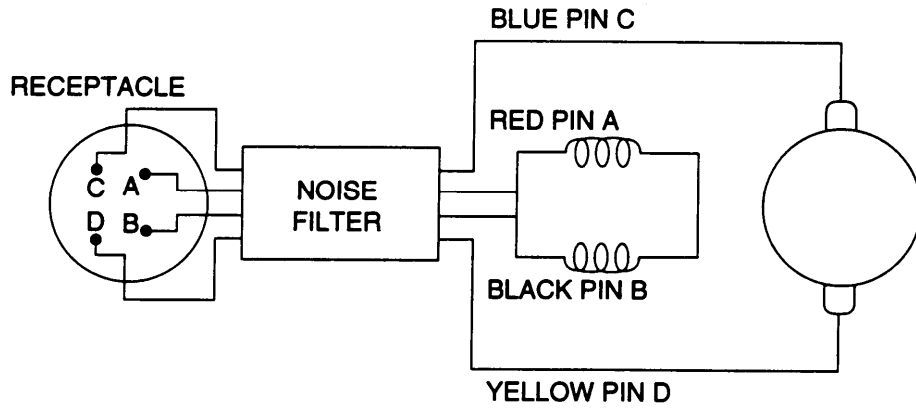 BLUE PIN C
RECEPTACLE
RED PIN A
C A
D B
NOISE
FILTER
BLACK PIN B
YELLOW PIN D